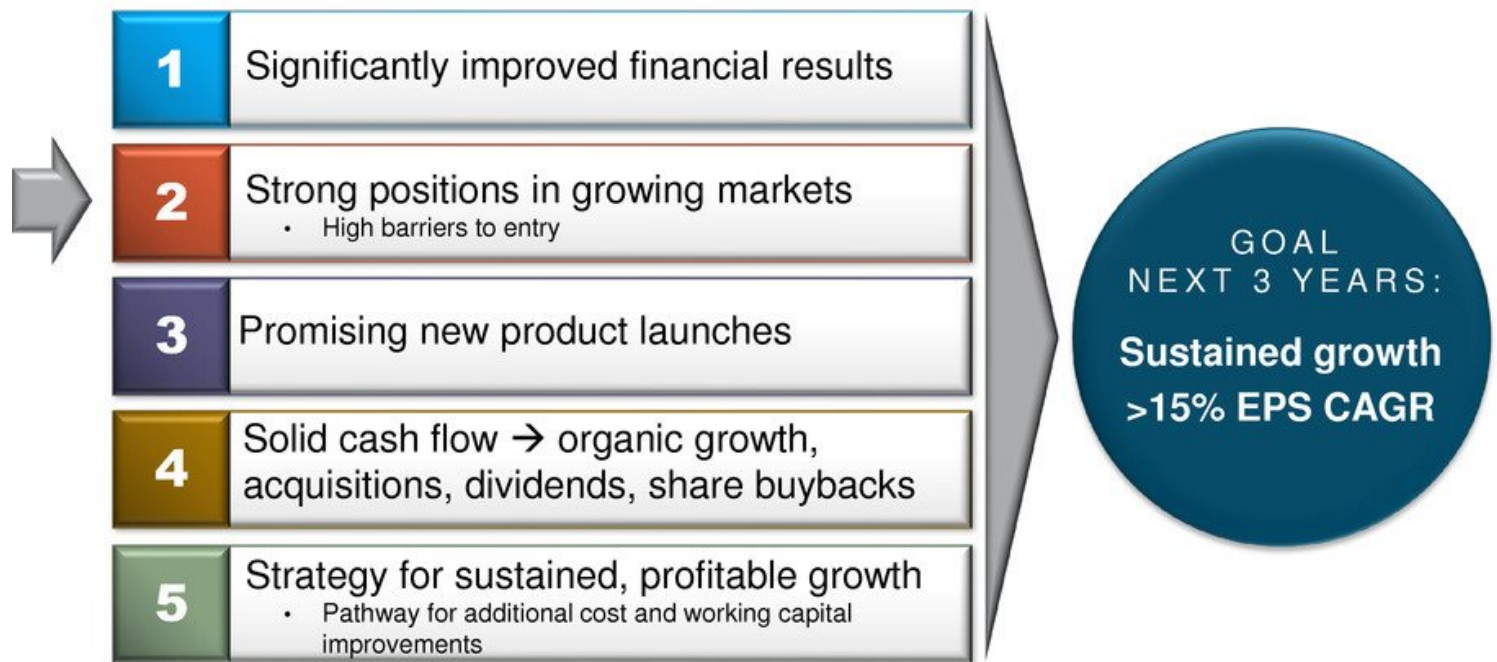 1
Significantly improved financial results
2
Strong positions in growing markets
• High barriers to entry
3
Promising new product launches
4
Solid cash flow → organic growth,
acquisitions, dividends, share buybacks
5
Strategy for sustained, profitable growth
• Pathway for additional cost and working capital
improvements
GOAL
NEXT 3 YEARS:
Sustained growth
>15% EPS CAGR